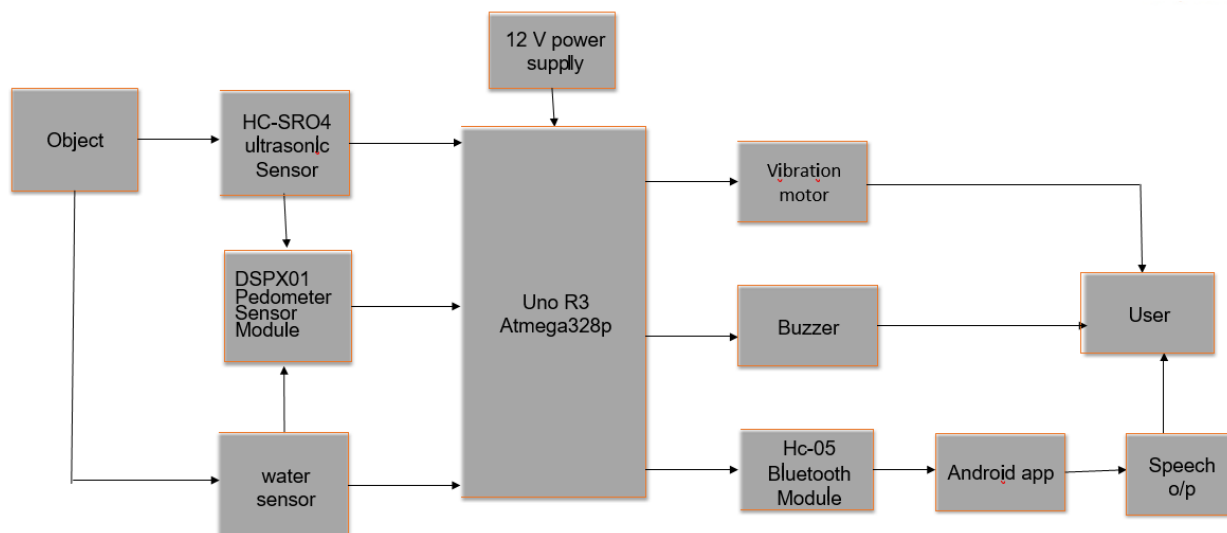 12 V power
supply
Object
HC-SRO4
ultrasonic
Sensor
Vibration
motor
DSPX01
Pedometer
Sensor
Module
Uno R3
Atmega328p
Buzzer
User
water
sensor
Hc-05
Bluetooth
Module
Android app
Speech
o/p